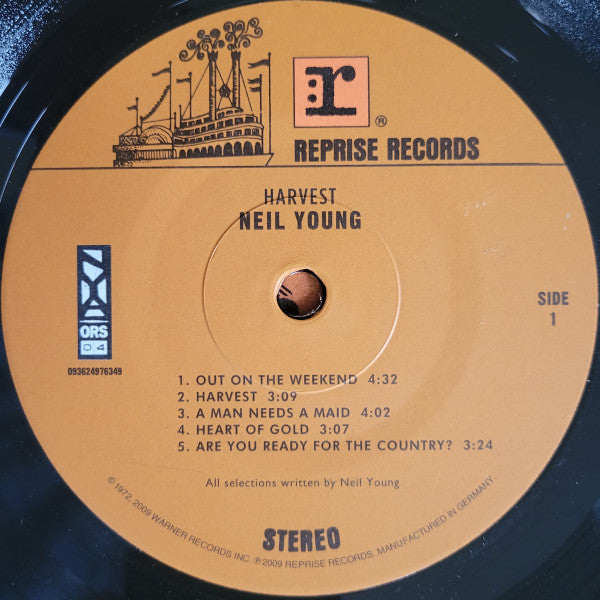 r
®
REPRISE RECORDS
HARVEST
NEIL YOUNG
ORS
04
093624976349
SIDE
1
1. OUT ON THE WEEKEND 4:32
2. HARVEST 3:09
3. A MAN NEEDS A MAID 4:02
4. HEART OF GOLD 3:07
5. ARE YOU READY FOR THE COUNTRY? 3:24
All selections written by Neil Young
STEREO
©1972, 2009 WARNER RECORDS INC. ℗2009 REPRISE RECORDS. MANUFACTURED IN GERMANY.